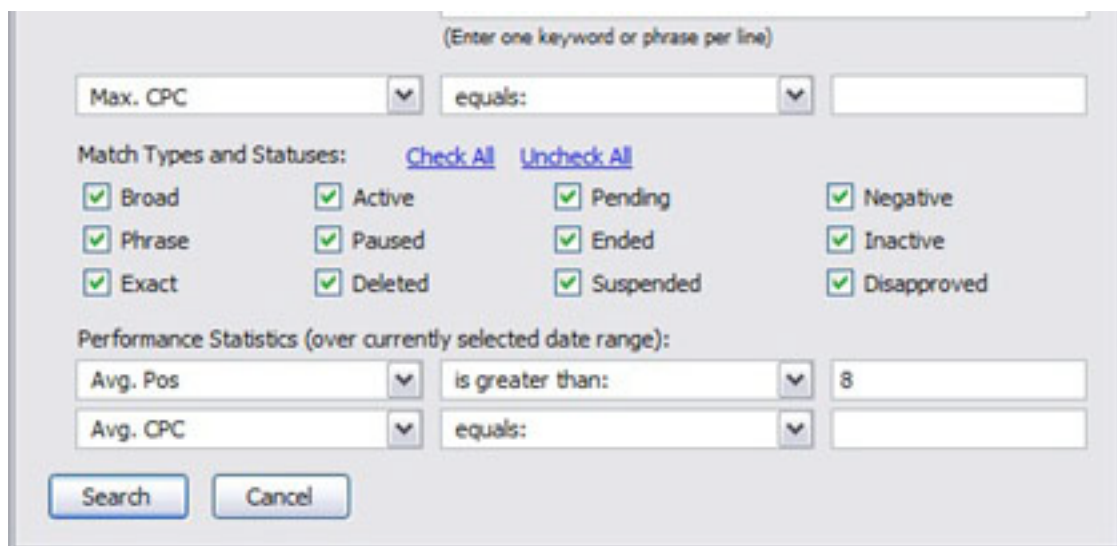 (Enter one keyword or phrase per line)
Max. CPC equals:
Match Types and Statuses: Check All Uncheck All
Broad Active Pending Negative
Phrase Paused Ended Inactive
Exact Deleted Suspended Disapproved
Performance Statistics (over currently selected date range):
Avg. Pos is greater than: 8
Avg. CPC equals:
Search Cancel